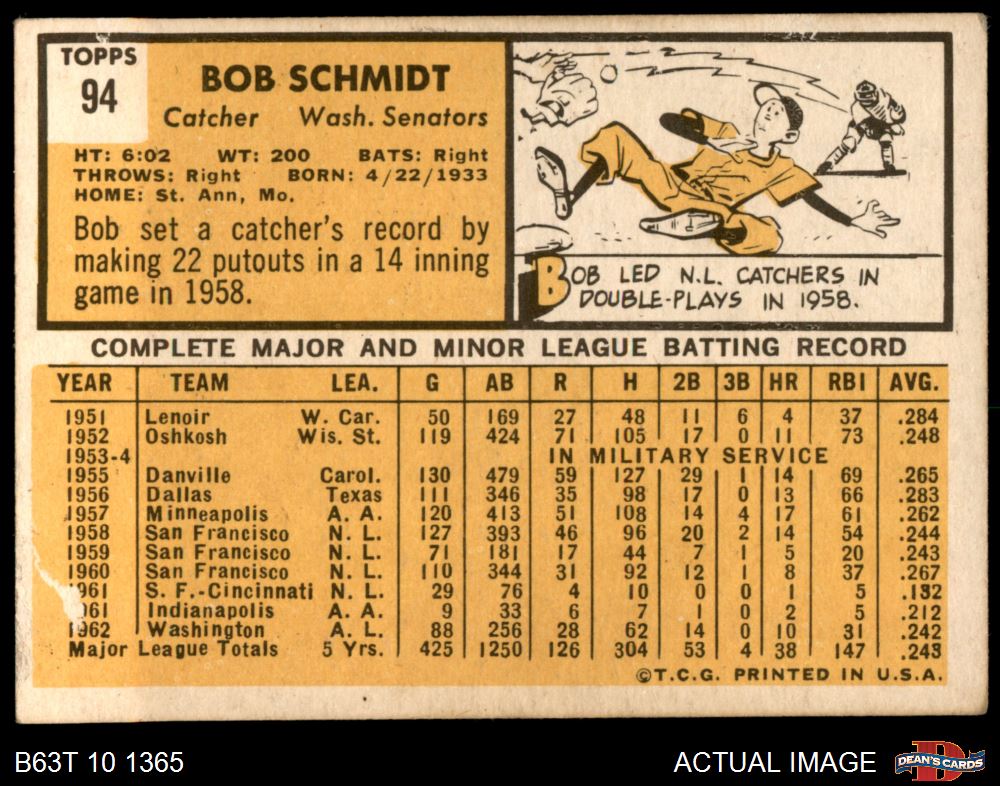 TOPPS
94
BOB SCHMIDT
Catcher Wash. Senators
HT: 6:02 WT: 200 BATS: Right
THROWS: Right BORN: 4/22/1933
HOME: St. Ann, Mo.
Bob set a catcher's record by
making 22 putouts in a 14 inning
game in 1958.
BOB LED N.L. CATCHERS IN
DOUBLE-PLAYS IN 1958.
COMPLETE MAJOR AND MINOR LEAGUE BATTING RECORD
YEAR TEAM LEA. G AB R H 2B 3B HR RBI AVG.
1951 Lenoir W. Car. 50 169 27 48 11 6 4 37 .284
1952 Oshkosh Wis. St. 119 424 71 105 17 0 11 73 .248
1953-4 IN MILITARY SERVICE
1955 Danville Carol. 130 479 59 127 29 1 14 69 .265
1956 Dallas Texas 111 346 35 98 17 0 13 66 .283
1957 Minneapolis A. A. 120 413 51 108 14 4 17 61 .262
1958 San Francisco N. L. 127 393 46 96 20 2 14 54 .244
1959 San Francisco N. L. 71 181 17 44 7 1 5 20 .243
1960 San Francisco N. L. 110 344 31 92 12 1 8 37 .267
1961 S. F.-Cincinnati N. L. 29 76 4 10 0 0 1 5 .132
1961 Indianapolis A. A. 9 33 6 7 1 0 2 5 .212
1962 Washington A. L. 88 256 28 62 14 0 10 31 .242
Major League Totals 5 Yrs. 425 1250 126 304 53 4 38 147 .243
©T.C.G. PRINTED IN U.S.A.
B63T 10 1365 ACTUAL IMAGE DEAN'S CARDS